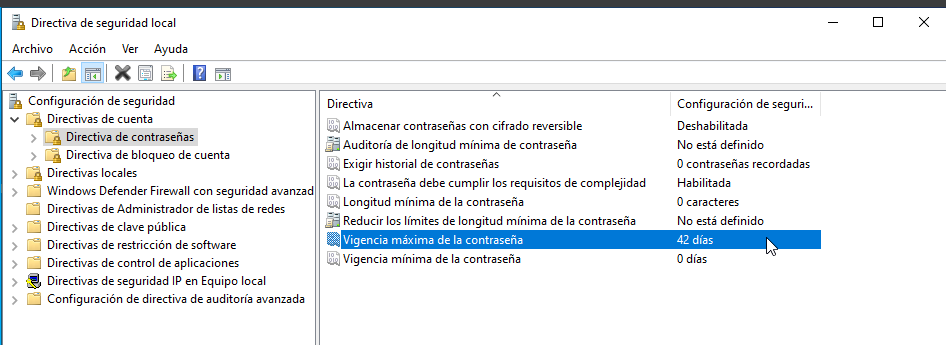 Directiva de seguridad local
Archivo Acción Ver Ayuda
Configuración de seguridad
Directivas de cuenta
Directiva de contraseñas
Directiva de bloqueo de cuenta
Directivas locales
Windows Defender Firewall con seguridad avanzad
Directivas de Administrador de listas de redes
Directivas de clave pública
Directivas de restricción de software
Directivas de control de aplicaciones
Directivas de seguridad IP en Equipo local
Configuración de directiva de auditoría avanzada
Directiva Configuración de seguri...
Almacenar contraseñas con cifrado reversible Deshabilitada
Auditoría de longitud mínima de contraseña No está definido
Exigir historial de contraseñas 0 contraseñas recordadas
La contraseña debe cumplir los requisitos de complejidad Habilitada
Longitud mínima de la contraseña 0 caracteres
Reducir los límites de longitud mínima de la contraseña No está definido
Vigencia máxima de la contraseña 42 días
Vigencia mínima de la contraseña 0 días